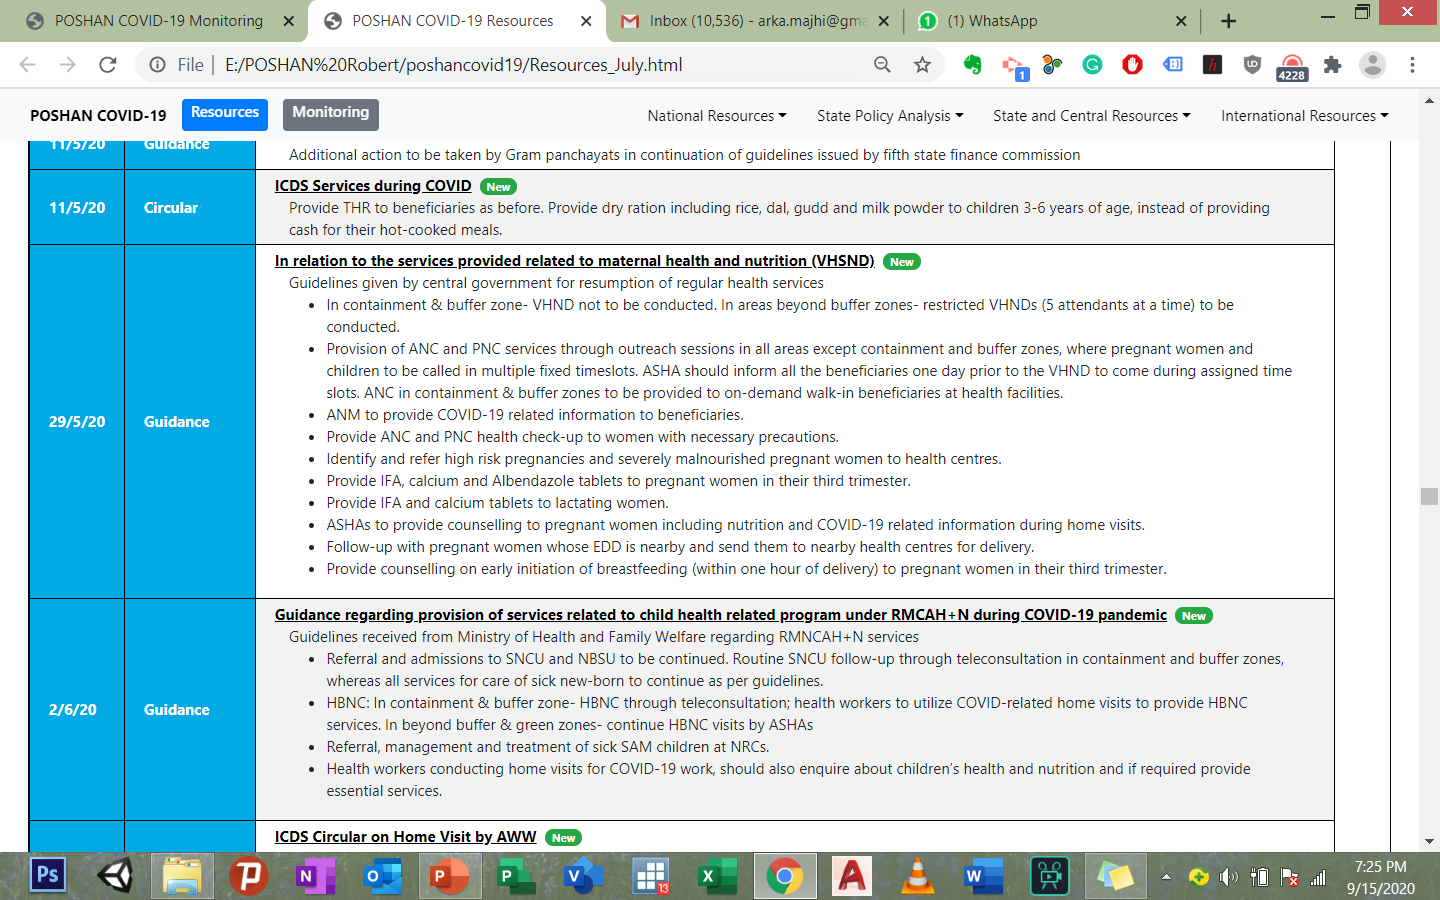 POSHAN COVID-19 Monitoring
POSHAN COVID-19 Resources
Inbox (10,536) - arka.majhi@gma
(1) WhatsApp
File | E:/POSHAN%20Robert/poshancovid19/Resources_July.html
1
4228
POSHAN COVID-19 Resources Monitoring National Resources State Policy Analysis State and Central Resources International Resources
11/5/20 Guidance
Additional action to be taken by Gram panchayats in continuation of guidelines issued by fifth state finance commission
11/5/20 Circular
ICDS Services during COVID New
Provide THR to beneficiaries as before. Provide dry ration including rice, dal, gudd and milk powder to children 3-6 years of age, instead of providing
cash for their hot-cooked meals.
29/5/20 Guidance
In relation to the services provided related to maternal health and nutrition (VHSND) New
Guidelines given by central government for resumption of regular health services
• In containment & buffer zone- VHND not to be conducted. In areas beyond buffer zones- restricted VHNDs (5 attendants at a time) to be
conducted.
• Provision of ANC and PNC services through outreach sessions in all areas except containment and buffer zones, where pregnant women and
children to be called in multiple fixed timeslots. ASHA should inform all the beneficiaries one day prior to the VHND to come during assigned time
slots. ANC in containment & buffer zones to be provided to on-demand walk-in beneficiaries at health facilities.
• ANM to provide COVID-19 related information to beneficiaries.
• Provide ANC and PNC health check-up to women with necessary precautions.
• Identify and refer high risk pregnancies and severely malnourished pregnant women to health centres.
• Provide IFA, calcium and Albendazole tablets to pregnant women in their third trimester.
• Provide IFA and calcium tablets to lactating women.
• ASHAs to provide counselling to pregnant women including nutrition and COVID-19 related information during home visits.
• Follow-up with pregnant women whose EDD is nearby and send them to nearby health centres for delivery.
• Provide counselling on early initiation of breastfeeding (within one hour of delivery) to pregnant women in their third trimester.
2/6/20 Guidance
Guidance regarding provision of services related to child health related program under RMCAH+N during COVID-19 pandemic New
Guidelines received from Ministry of Health and Family Welfare regarding RMNCAH+N services
• Referral and admissions to SNCU and NBSU to be continued. Routine SNCU follow-up through teleconsultation in containment and buffer zones,
whereas all services for care of sick new-born to continue as per guidelines.
• HBNC: In containment & buffer zone- HBNC through teleconsultation; health workers to utilize COVID-related home visits to provide HBNC
services. In beyond buffer & green zones- continue HBNC visits by ASHAs
• Referral, management and treatment of sick SAM children at NRCs.
• Health workers conducting home visits for COVID-19 work, should also enquire about children's health and nutrition and if required provide
essential services.
ICDS Circular on Home Visit by AWW New
7:25 PM
9/15/2020